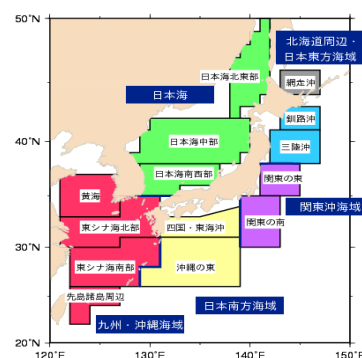 50°N
北海道周辺・
日本東方海域
日本海北東部
網走沖
日本海
釧路沖
40°N
日本海中部
三陸沖
日本海南西部
関東の東
黄海
関東沖海域
東シナ海北部
四国・東海沖
関東の南
30°N
東シナ海南部
沖縄の東
先島諸島周辺
日本南方海域
九州・沖縄海域
20°N
120°E
130°E
140°E
150°E